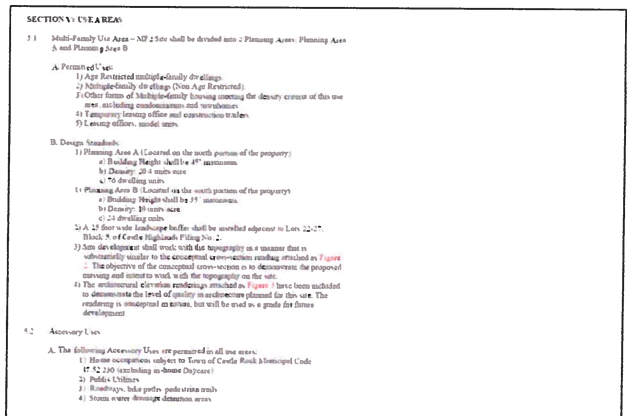 SECTION V: USE AREAS
5.1 Multi-Family Use Area – MF 2 Site shall be divided into 2 Planning Areas: Planning Area
A and Planning Area B
A. Permitted Uses:
1) Age Restricted multiple-family dwellings.
2) Multiple-family dwellings (Non Age Restricted)
3) Other forms of Multiple-family housing meeting the density criteria of this use
area, including condominiums and townhomes
4) Temporary leasing office and construction trailers
5) Leasing offices, model units.
B. Design Standards:
1) Planning Area A (Located on the north portion of the property)
a) Building Height shall be 45' maximum.
b) Density: 20.4 units/acre
c) 76 dwelling units
1) Planning Area B (Located on the south portion of the property)
a) Building Height shall be 35' maximum.
b) Density: 10 units/acre
c) 24 dwelling units
2) A 25 foot wide landscape buffer shall be installed adjacent to Lots 22-27,
Block 5, of Castle Highlands Filing No. 2.
3) Site development shall work with the topography in a manner that is
substantially similar to the conceptual cross-section reading attached as Figure
2. The objective of the conceptual cross-section is to demonstrate the proposed
massing and intent to work with the topography on the site.
4) The architectural elevation renderings attached as Figure 3 have been included
to demonstrate the level of quality in architecture planned for this site. The
rendering is conceptual in nature, but will be used as a guide for future
development
5.2 Accessory Uses
A. The following Accessory Uses are permitted in all use areas:
1) Home occupations subject to Town of Castle Rock Municipal Code
17.52.230 (excluding in-home Daycare)
2) Public Utilities
3) Roadways, bike paths, pedestrian trails
4) Storm water drainage detention areas